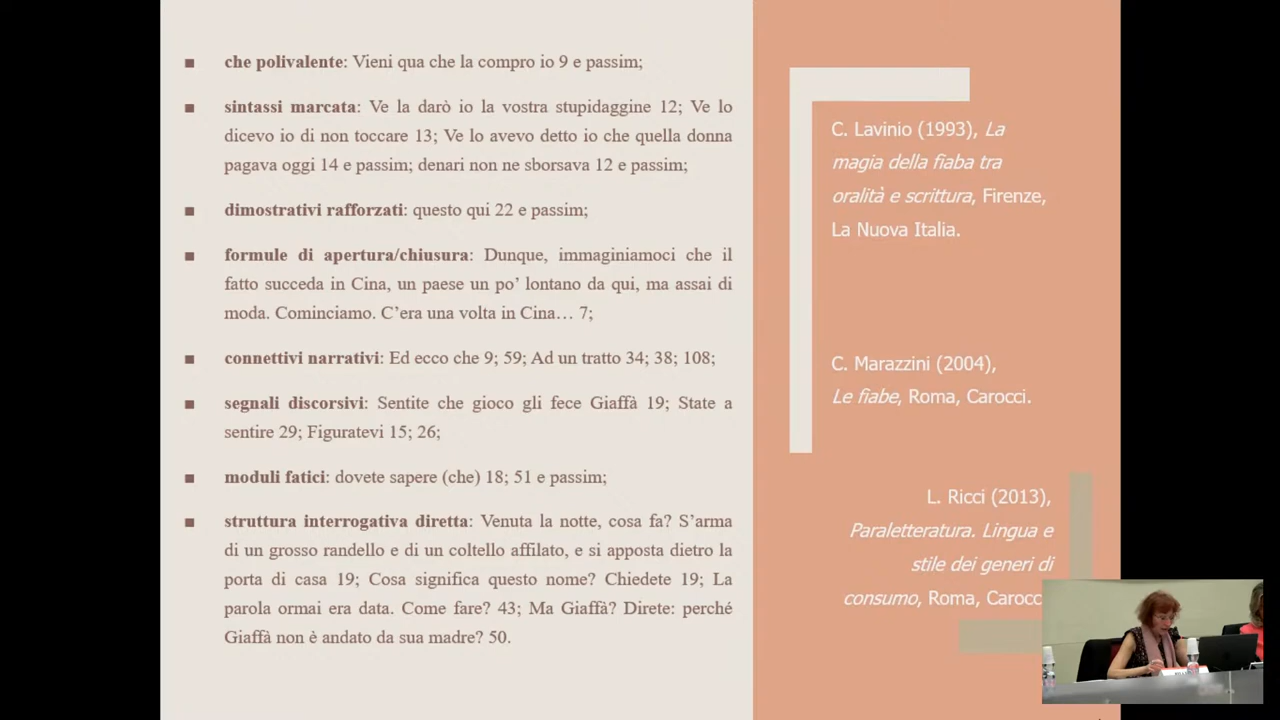 ■ che polivalente: Vieni qua che la compro io 9 e passim;
■ sintassi marcata: Ve la darò io la vostra stupidaggine 12; Ve lo
dicevo io di non toccare 13; Ve lo avevo detto io che quella donna
pagava oggi 14 e passim; denari non ne sborsava 12 e passim;
■ dimostrativi rafforzati: questo qui 22 e passim;
■ formule di apertura/chiusura: Dunque, immaginiamoci che il
fatto succeda in Cina, un paese un po’ lontano da qui, ma assai di
moda. Cominciamo. C’era una volta in Cina… 7;
■ connettivi narrativi: Ed ecco che 9; 59; Ad un tratto 34; 38; 108;
■ segnali discorsivi: Sentite che gioco gli fece Giaffà 19; State a
sentire 29; Figuratevi 15; 26;
■ moduli fatici: dovete sapere (che) 18; 51 e passim;
■ struttura interrogativa diretta: Venuta la notte, cosa fa? S’arma
di un grosso randello e di un coltello affilato, e si apposta dietro la
porta di casa 19; Cosa significa questo nome? Chiedete 19; La
parola ormai era data. Come fare? 43; Ma Giaffà? Direte: perché
Giaffà non è andato da sua madre? 50.
C. Lavinio (1993), La
magia della fiaba tra
oralità e scrittura, Firenze,
La Nuova Italia.
C. Marazzini (2004),
Le fiabe, Roma, Carocci.
L. Ricci (2013),
Paraletteratura. Lingua e
stile dei generi di
consumo, Roma, Carocc